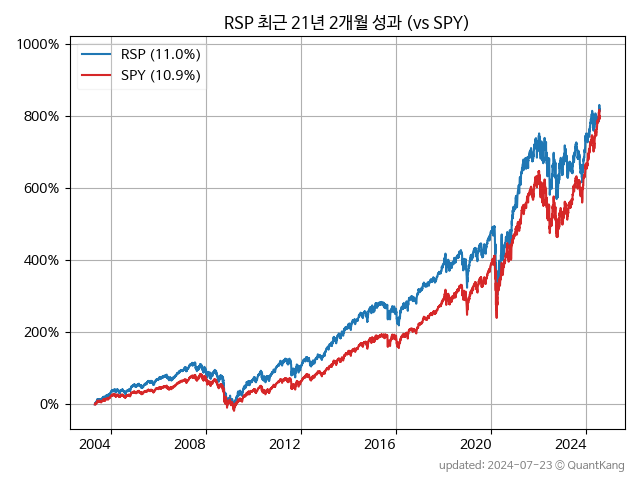 RSP 최근 21년 2개월 성과 (vs SPY)
1000%
RSP (11.0%)
SPY (10.9%)
800%
600%
400%
200%
0%
2004 2008 2012 2016 2020 2024
updated: 2024-07-23 © QuantKang